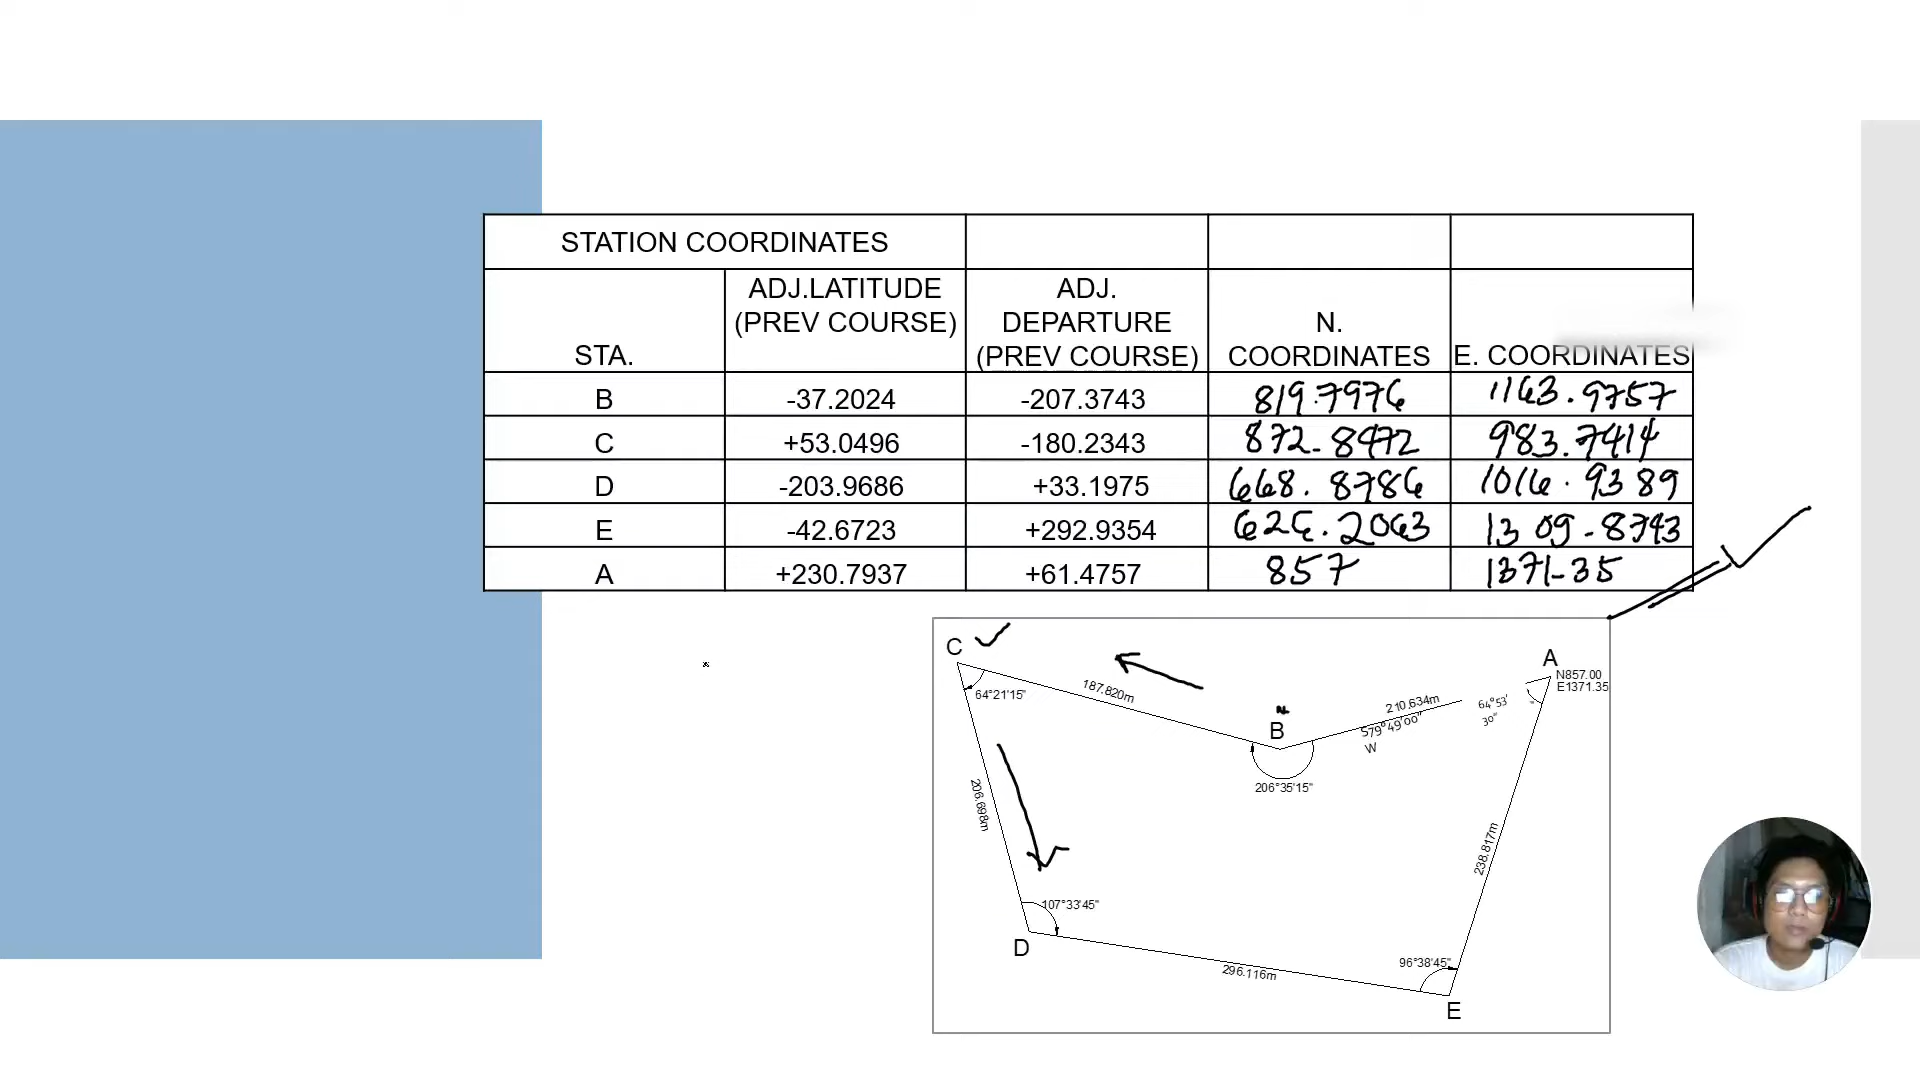 STATION COORDINATES
STA. ADJ.LATITUDE (PREV COURSE) ADJ. DEPARTURE (PREV COURSE) N. COORDINATES E. COORDINATES
B -37.2024 -207.3743 819.7976 1163.9757
C +53.0496 -180.2343 872.8472 983.7414
D -203.9686 +33.1975 668.8786 1016.9389
E -42.6723 +292.9354 626.2063 1309.8743
A +230.7937 +61.4757 857 1371.35
C
A
N857.00
E1371.35
64°21'15"
187.820m
210.634m
64°53'
30"
B
S79°49'00"
W
206°35'15"
206.698m
238.817m
107°33'45"
D
296.116m
96°38'45"
E